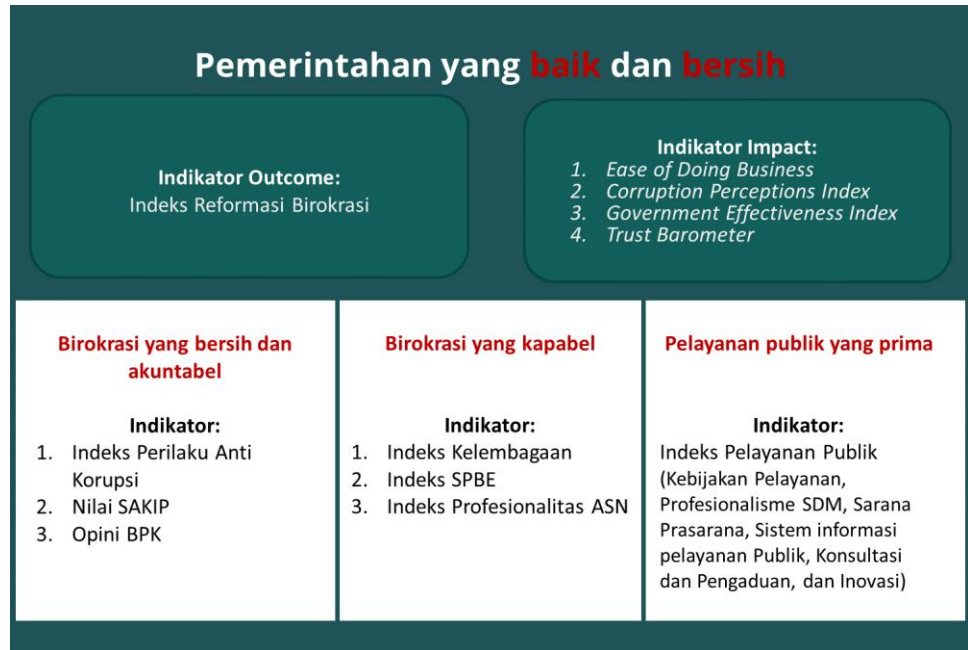 Pemerintahan yang baik dan bersih
Indikator Outcome:
Indeks Reformasi Birokrasi
Indikator Impact:
1. Ease of Doing Business
2. Corruption Perceptions Index
3. Government Effectiveness Index
4. Trust Barometer
Birokrasi yang bersih dan
akuntabel
Indikator:
1. Indeks Perilaku Anti
Korupsi
2. Nilai SAKIP
3. Opini BPK
Birokrasi yang kapabel
Indikator:
1. Indeks Kelembagaan
2. Indeks SPBE
3. Indeks Profesionalitas ASN
Pelayanan publik yang prima
Indikator:
Indeks Pelayanan Publik
(Kebijakan Pelayanan,
Profesionalisme SDM, Sarana
Prasarana, Sistem informasi
pelayanan Publik, Konsultasi
dan Pengaduan, dan Inovasi)